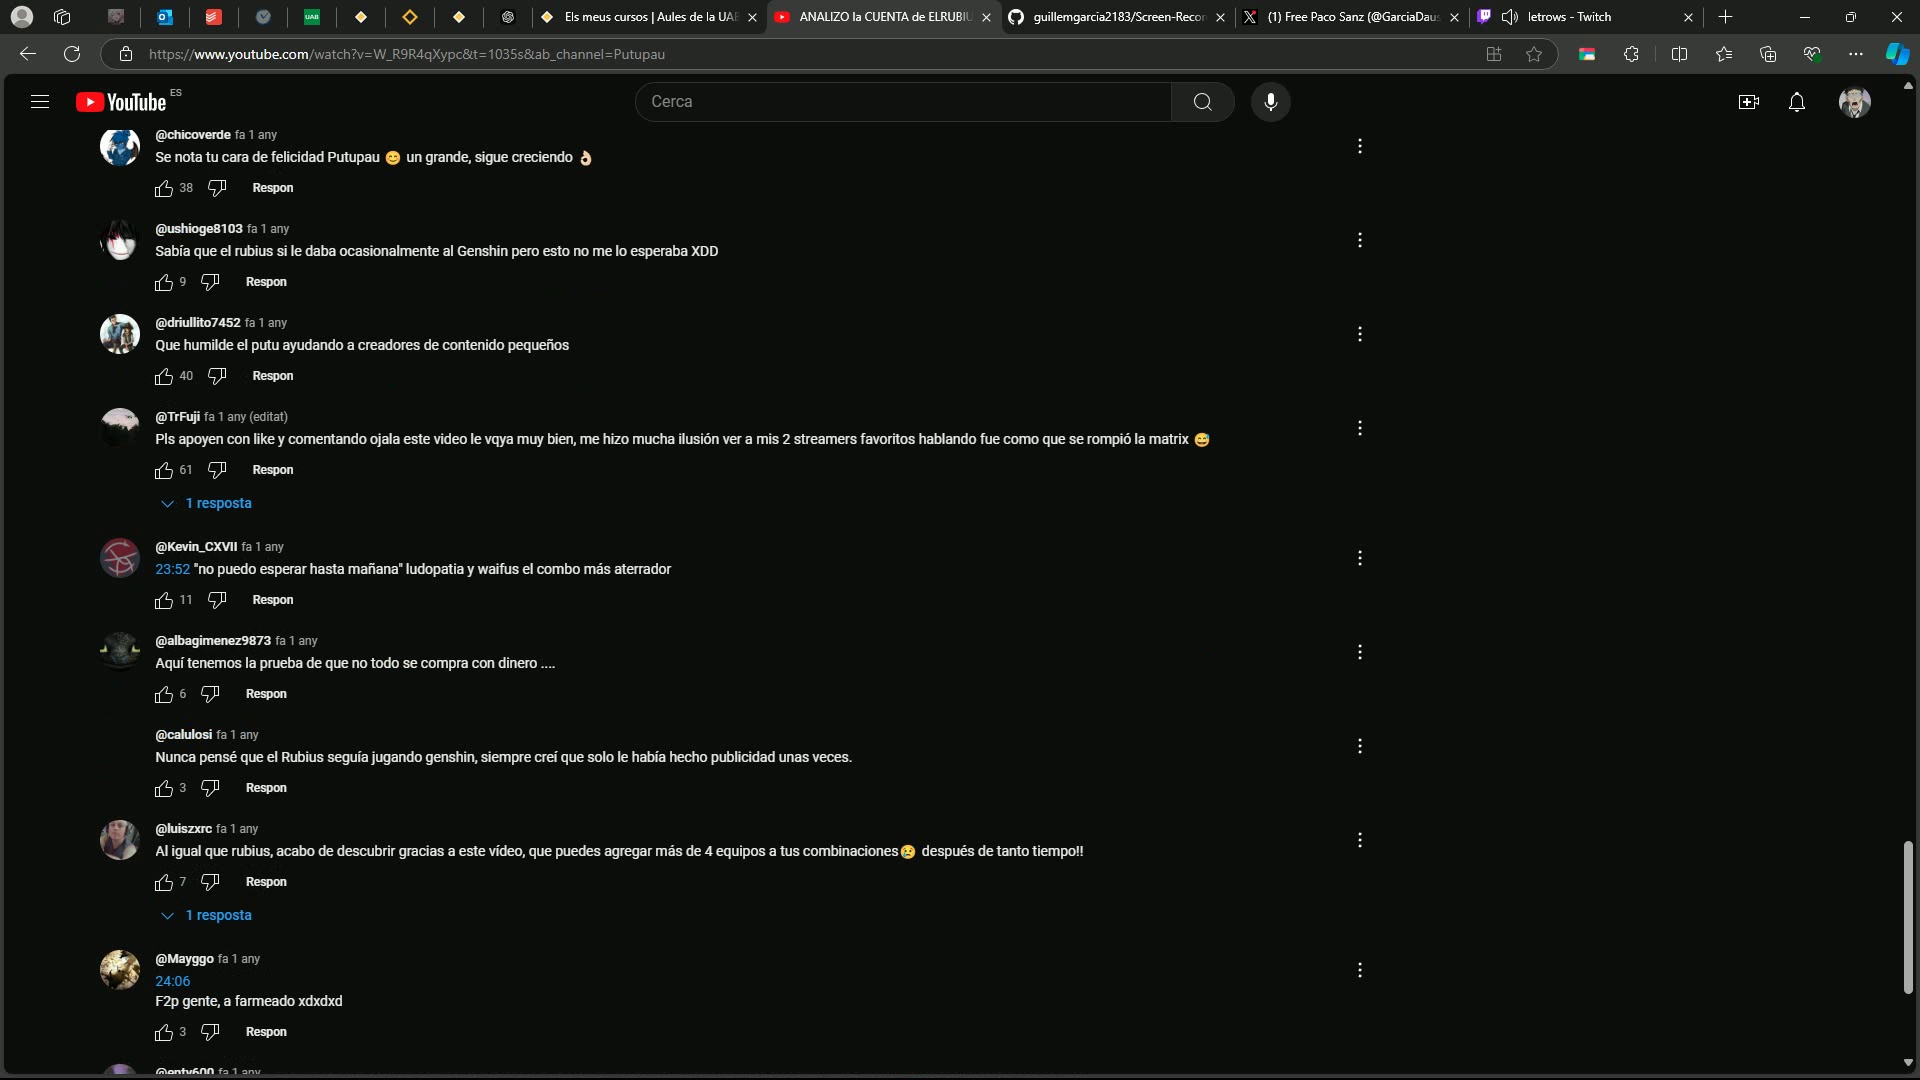 Els meus cursos | Aules de la UAB
ANALIZO la CUENTA de ELRUBIU
guillemgarcia2183/Screen-Recor
(1) Free Paco Sanz (@GarciaDaus
letrows - Twitch
https://www.youtube.com/watch?v=W_R9R4qXypc&t=1035s&ab_channel=Putupau
YouTube ES
Cerca
@chicoverde fa 1 any
Se nota tu cara de felicidad Putupau 😊 un grande, sigue creciendo 👌🏻
38 Respon
@ushioge8103 fa 1 any
Sabía que el rubius si le daba ocasionalmente al Genshin pero esto no me lo esperaba XDD
9 Respon
@driullito7452 fa 1 any
Que humilde el putu ayudando a creadores de contenido pequeños
40 Respon
@TrFuji fa 1 any (editat)
Pls apoyen con like y comentando ojala este video le vqya muy bien, me hizo mucha ilusión ver a mis 2 streamers favoritos hablando fue como que se rompió la matrix 😅
61 Respon
1 resposta
@Kevin_CXVII fa 1 any
23:52 "no puedo esperar hasta mañana" ludopatia y waifus el combo más aterrador
11 Respon
@albagimenez9873 fa 1 any
Aquí tenemos la prueba de que no todo se compra con dinero ....
6 Respon
@calulosi fa 1 any
Nunca pensé que el Rubius seguía jugando genshin, siempre creí que solo le había hecho publicidad unas veces.
3 Respon
@luiszxrc fa 1 any
Al igual que rubius, acabo de descubrir gracias a este vídeo, que puedes agregar más de 4 equipos a tus combinaciones😢 después de tanto tiempo!!
7 Respon
1 resposta
@Mayggo fa 1 any
24:06
F2p gente, a farmeado xdxdxd
3 Respon
@enty600 fa 1 any